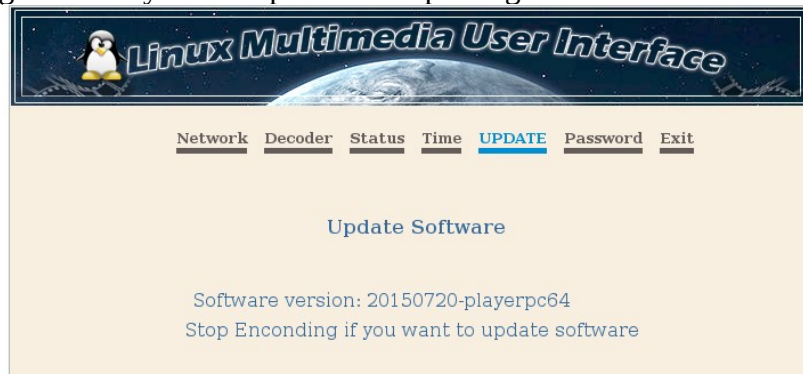 Linux Multimedia User Interface
Network Decoder Status Time UPDATE Password Exit
Update Software
Software version: 20150720-playerpc64
Stop Enconding if you want to update software